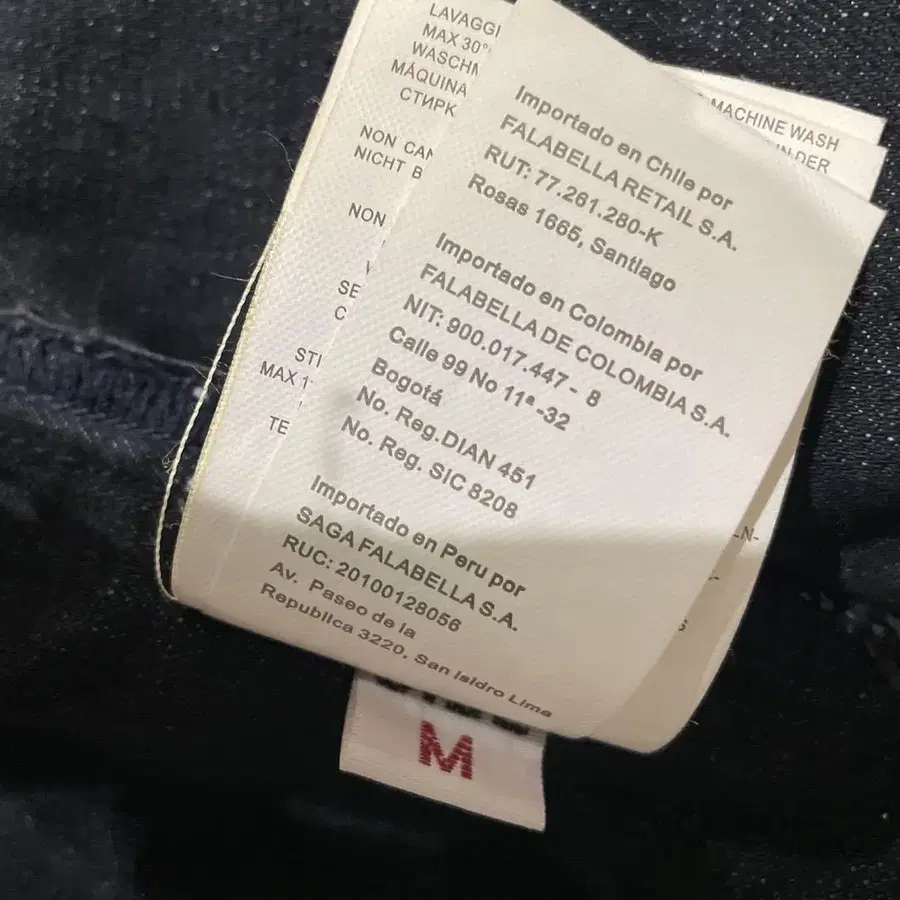 LAVAGGI
MAX 30°
WASCHM
MÁQUINA
СТИРК
NON CAN
NICHT B
NON
SE
C
STI
MAX 1
TE
Importado en Chile por
FALABELLA RETAIL S.A.
RUT: 77.261.280-K
Rosas 1665, Santiago
Importado en Colombia por
FALABELLA DE COLOMBIA S.A.
NIT: 900.017.447 - 8
Calle 99 No 11ª-32
Bogotá
No. Reg.DIAN 451
No. Reg. SIC 8208
Importado en Peru por
SAGA FALABELLA S.A.
RUC: 20100128056
Av. Paseo de la
Republica 3220, San Isidro Lima
MACHINE WASH
IN DER
-N-
M